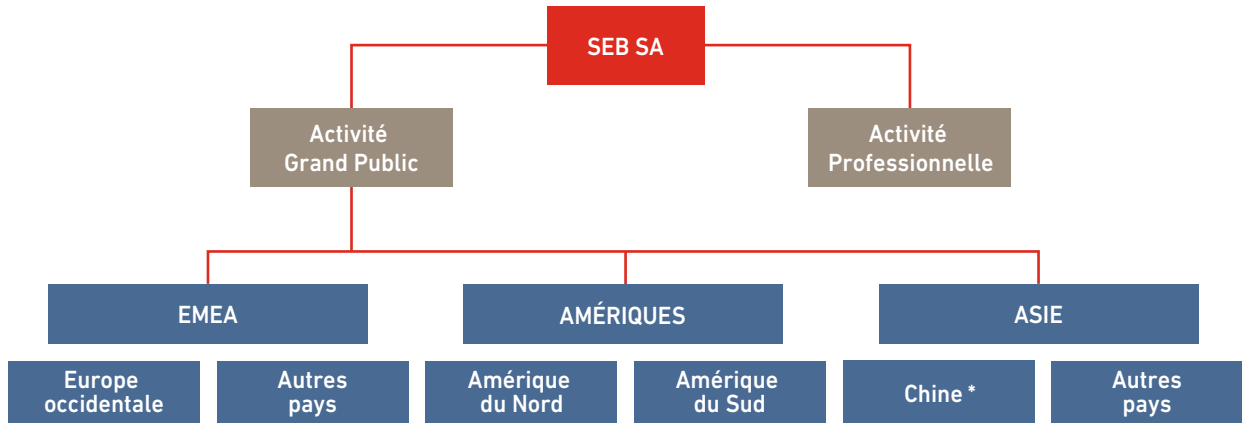 SEB SA
Activité
Grand Public
Activité
Professionnelle
EMEA
AMÉRIQUES
ASIE
Europe
occidentale
Autres
pays
Amérique
du Nord
Amérique
du Sud
Chine *
Autres
pays